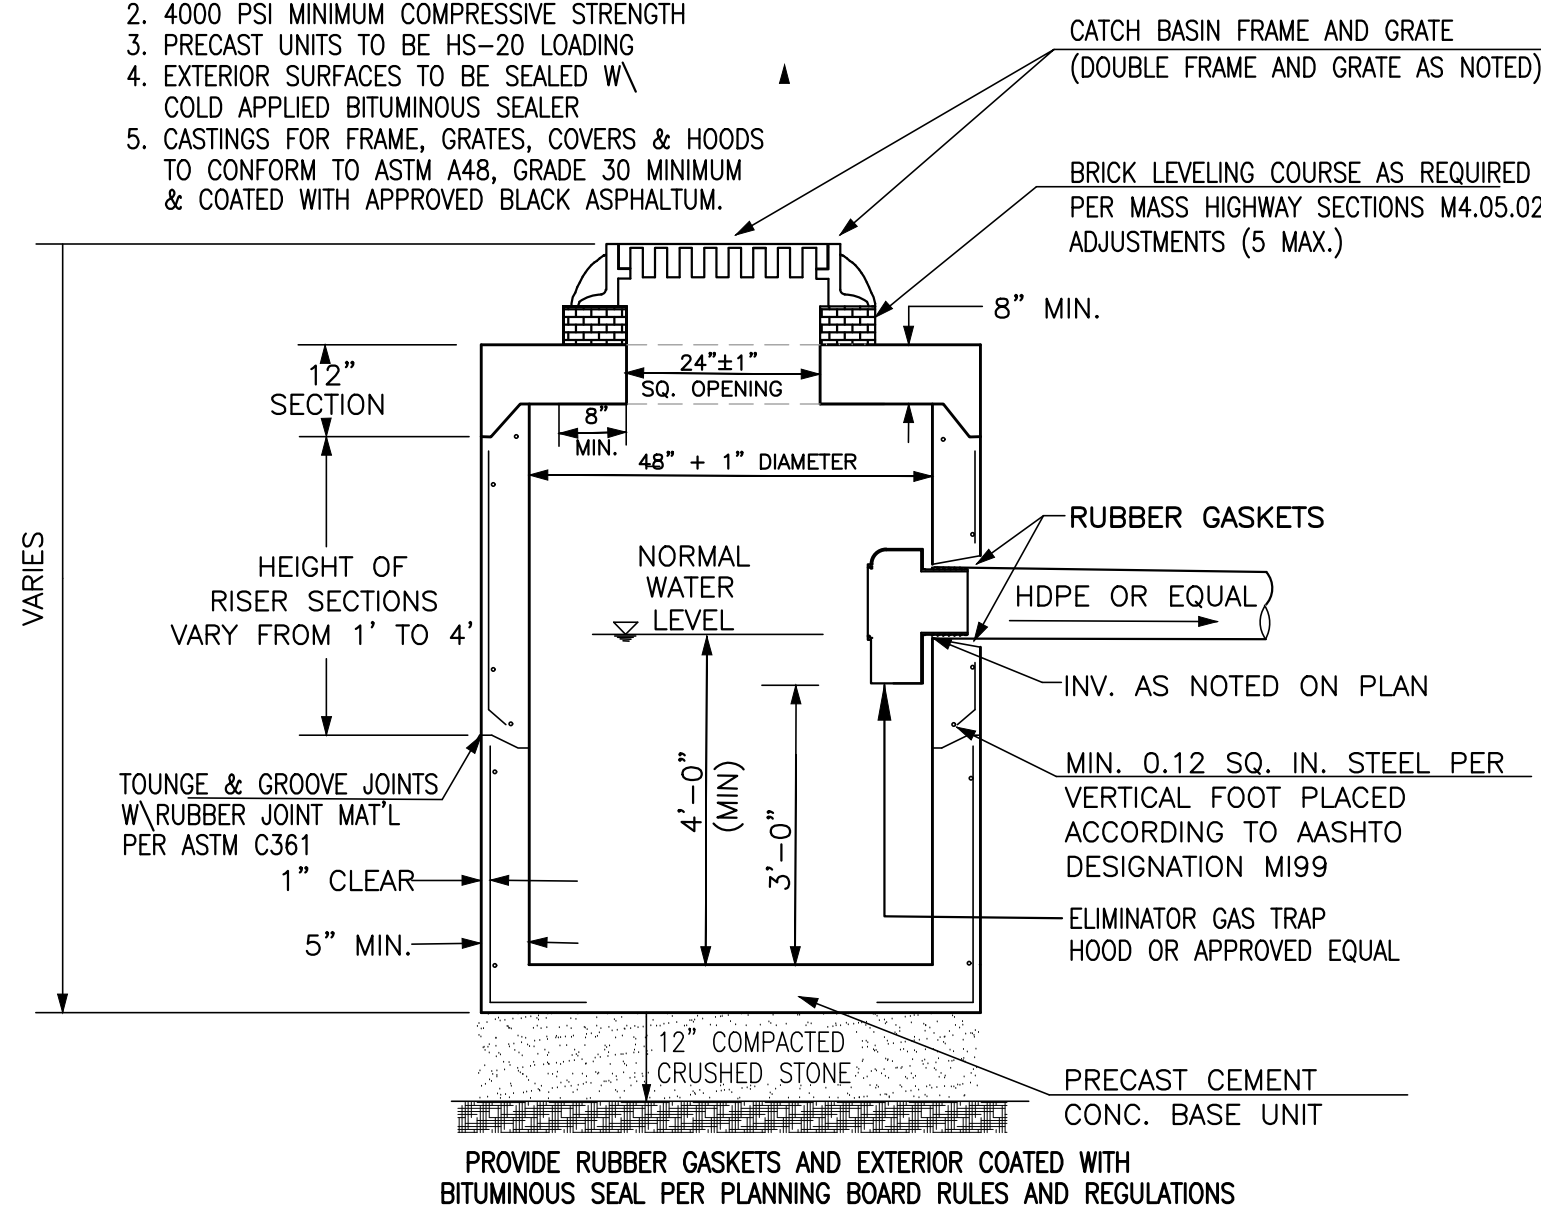 2. 4000 PSI MINIMUM COMPRESSIVE STRENGTH
3. PRECAST UNITS TO BE HS-20 LOADING
4. EXTERIOR SURFACES TO BE SEALED W\
COLD APPLIED BITUMINOUS SEALER
5. CASTINGS FOR FRAME, GRATES, COVERS & HOODS
TO CONFORM TO ASTM A48, GRADE 30 MINIMUM
& COATED WITH APPROVED BLACK ASPHALTUM.
CATCH BASIN FRAME AND GRATE
(DOUBLE FRAME AND GRATE AS NOTED)
BRICK LEVELING COURSE AS REQUIRED
PER MASS HIGHWAY SECTIONS M4.05.02
ADJUSTMENTS (5 MAX.)
8" MIN.
12"
SECTION
24"±1"
SQ. OPENING
8"
MIN.
48" + 1" DIAMETER
RUBBER GASKETS
VARIES
HEIGHT OF
RISER SECTIONS
VARY FROM 1' TO 4'
NORMAL
WATER
LEVEL
HDPE OR EQUAL
INV. AS NOTED ON PLAN
4'-0"
(MIN)
3'-0"
MIN. 0.12 SQ. IN. STEEL PER
VERTICAL FOOT PLACED
ACCORDING TO AASHTO
DESIGNATION MI99
TOUNGE & GROOVE JOINTS
W\RUBBER JOINT MAT'L
PER ASTM C361
1" CLEAR
5" MIN.
ELIMINATOR GAS TRAP
HOOD OR APPROVED EQUAL
12" COMPACTED
CRUSHED STONE
PRECAST CEMENT
CONC. BASE UNIT
PROVIDE RUBBER GASKETS AND EXTERIOR COATED WITH
BITUMINOUS SEAL PER PLANNING BOARD RULES AND REGULATIONS